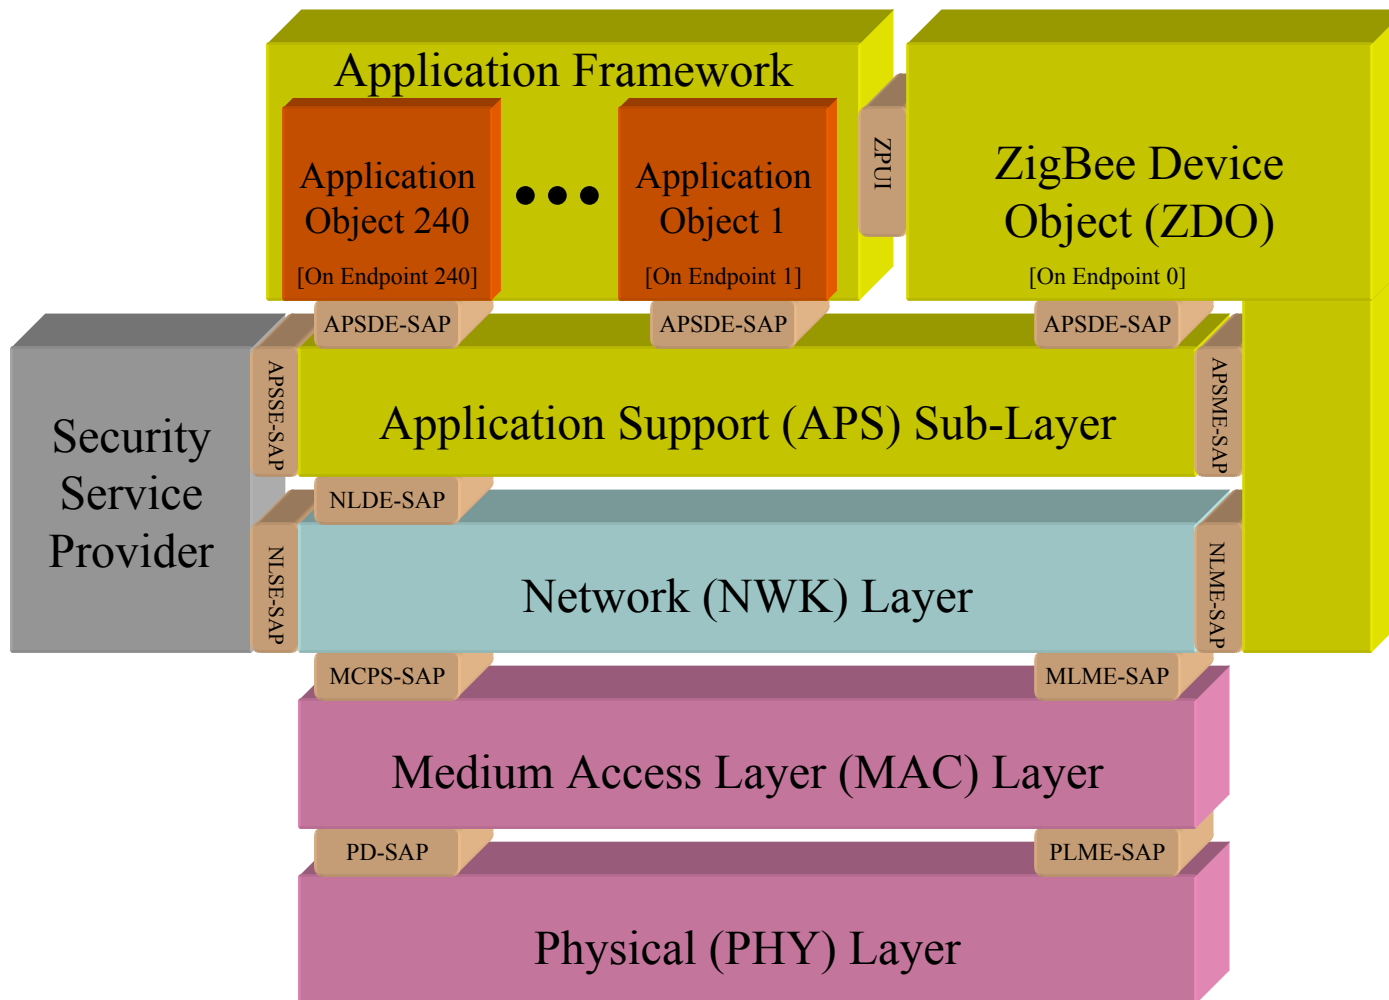 Application Framework
Application
Object 240
[On Endpoint 240]
Application
Object 1
[On Endpoint 1]
ZPUI
ZigBee Device
Object (ZDO)
[On Endpoint 0]
APSDE-SAP
APSDE-SAP
APSDE-SAP
Security
Service
Provider
APSSE-SAP
Application Support (APS) Sub-Layer
APSME-SAP
NLDE-SAP
NLSE-SAP
Network (NWK) Layer
NLME-SAP
MCPS-SAP
MLME-SAP
Medium Access Layer (MAC) Layer
PD-SAP
PLME-SAP
Physical (PHY) Layer